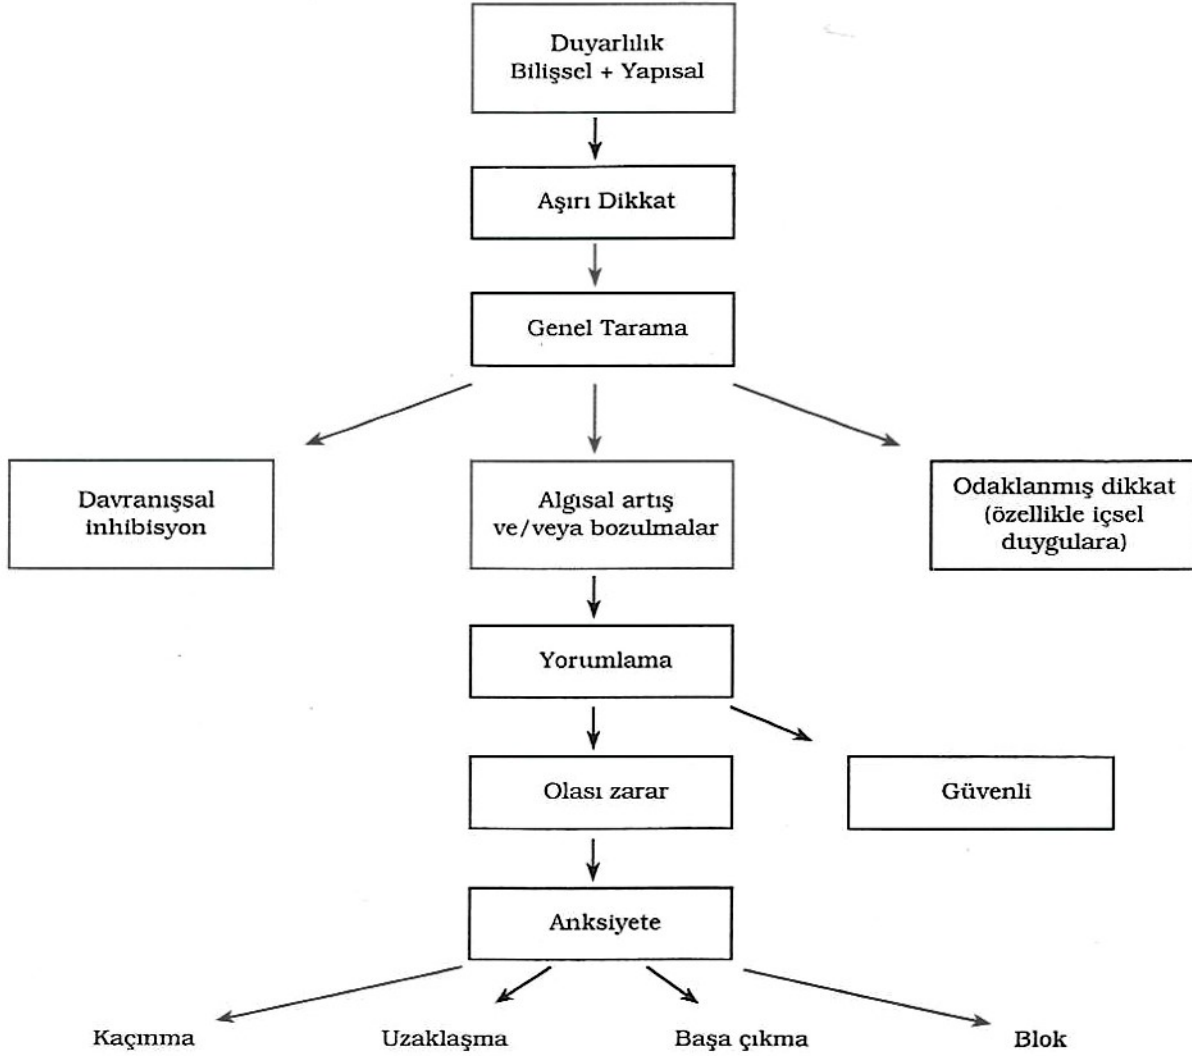 Duyarlılık
Bilişsel + Yapısal
Aşırı Dikkat
Genel Tarama
Davranışsal
inhibisyon
Algısal artış
ve/veya bozulmalar
Odaklanmış dikkat
(özellikle içsel
duygulara)
Yorumlama
Olası zarar
Güvenli
Anksiyete
Kaçınma
Uzaklaşma
Başa çıkma
Blok